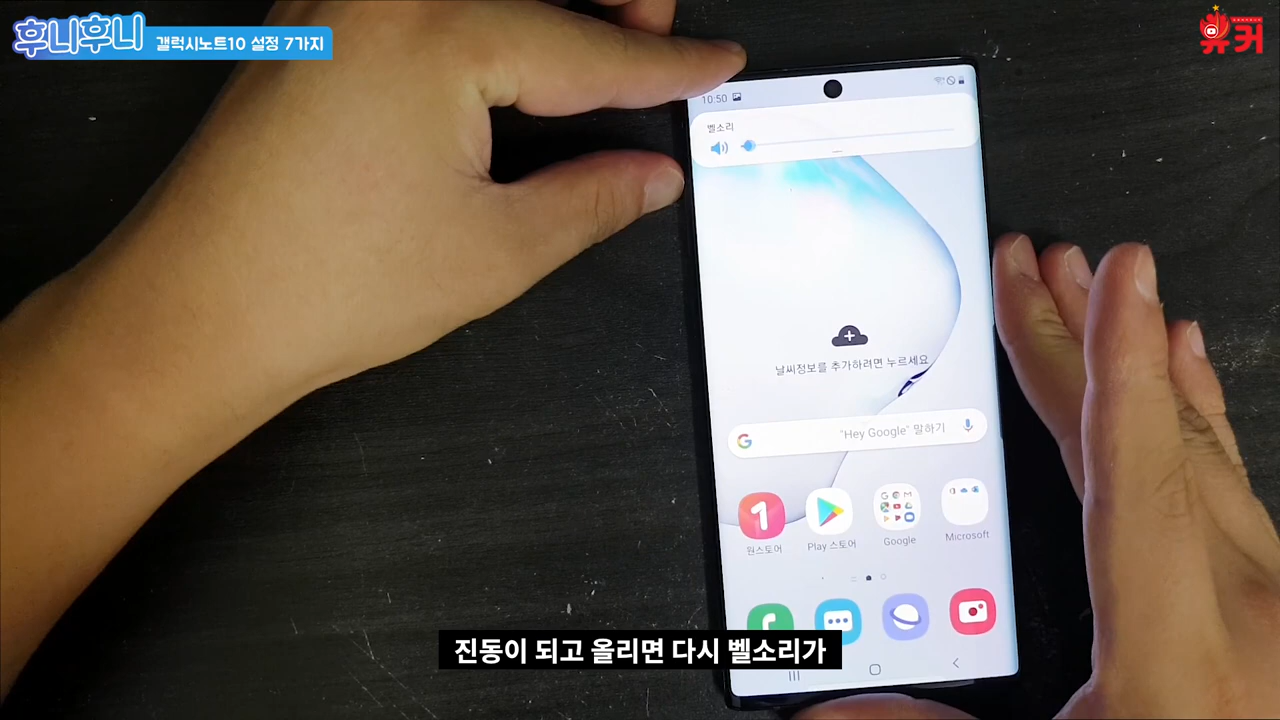 후니후니 갤럭시노트10 설정 7가지
유커
10:50
벨소리
날씨정보를 추가하려면 누르세요
G "Hey Google" 말하기
1
원스토어 Play 스토어 Google Microsoft
진동이 되고 올리면 다시 벨소리가